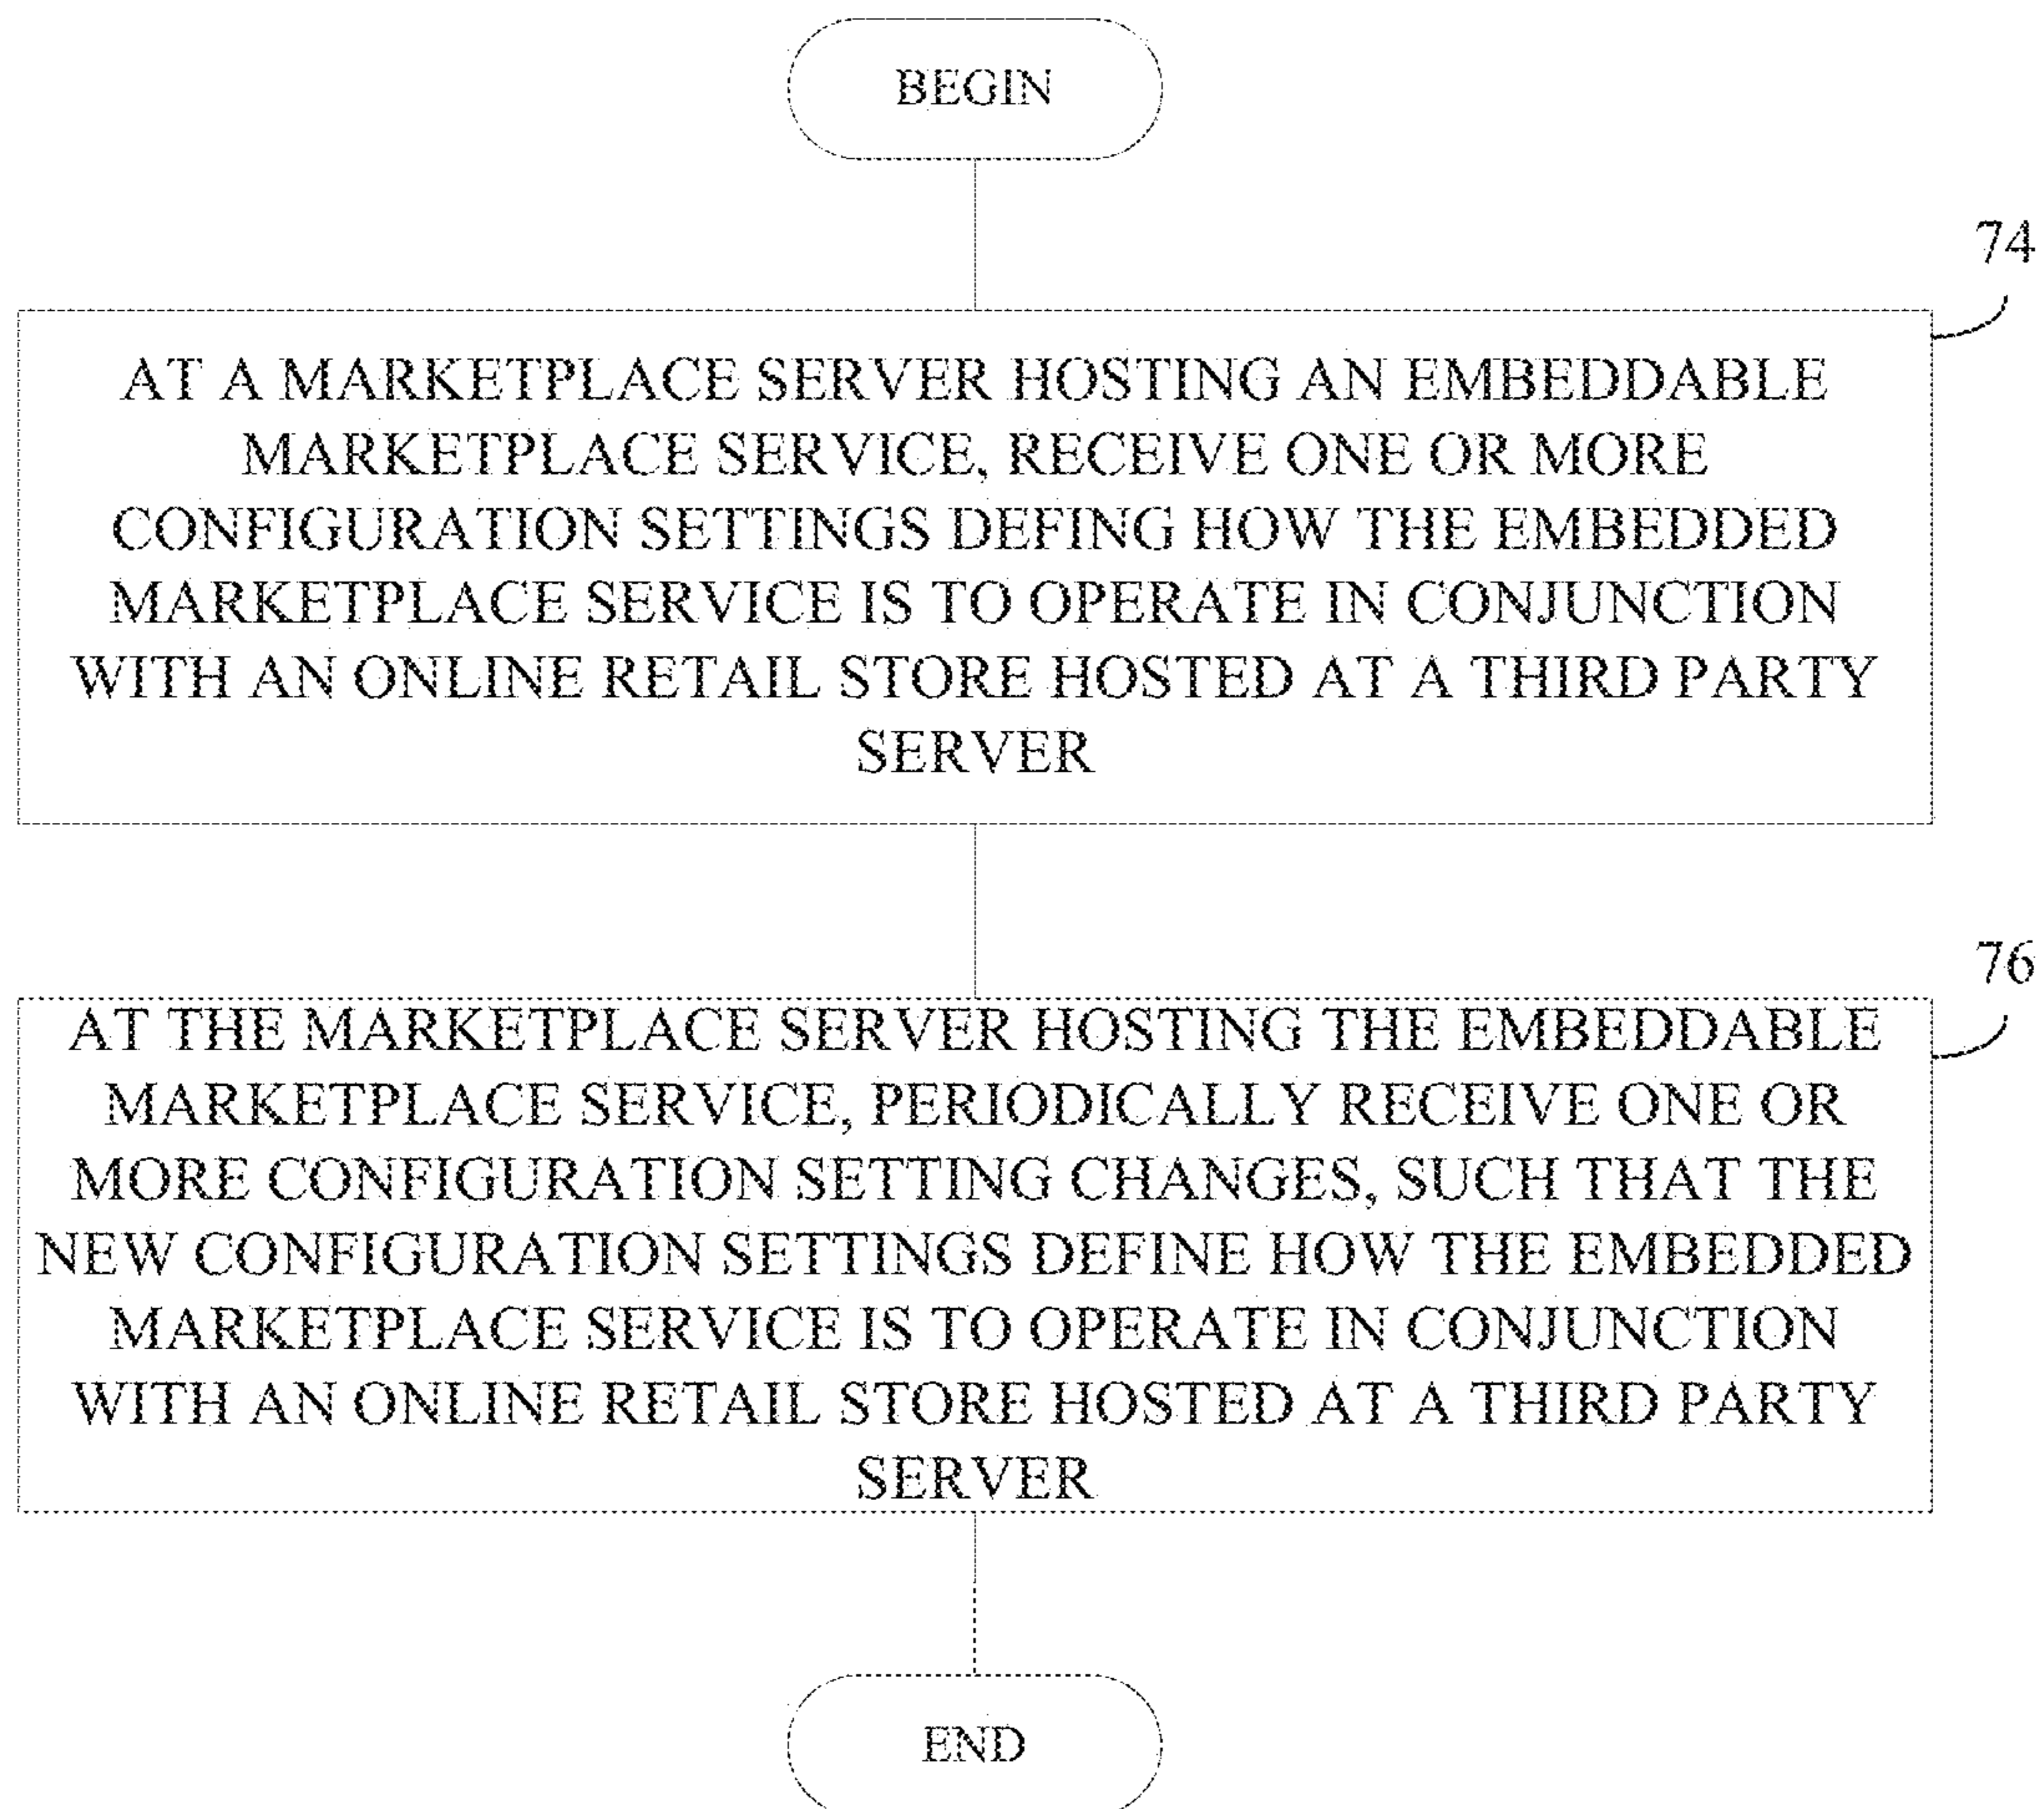 BEGIN
74
AT A MARKETPLACE SERVER HOSTING AN EMBEDDABLE
MARKETPLACE SERVICE, RECEIVE ONE OR MORE
CONFIGURATION SETTINGS DEFING HOW THE EMBEDDED
MARKETPLACE SERVICE IS TO OPERATE IN CONJUNCTION
WITH AN ONLINE RETAIL STORE HOSTED AT A THIRD PARTY
SERVER
76
AT THE MARKETPLACE SERVER HOSTING THE EMBEDDABLE
MARKETPLACE SERVICE, PERIODICALLY RECEIVE ONE OR
MORE CONFIGURATION SETTING CHANGES, SUCH THAT THE
NEW CONFIGURATION SETTINGS DEFINE HOW THE EMBEDDED
MARKETPLACE SERVICE IS TO OPERATE IN CONJUNCTION
WITH AN ONLINE RETAIL STORE HOSTED AT A THIRD PARTY
SERVER
END